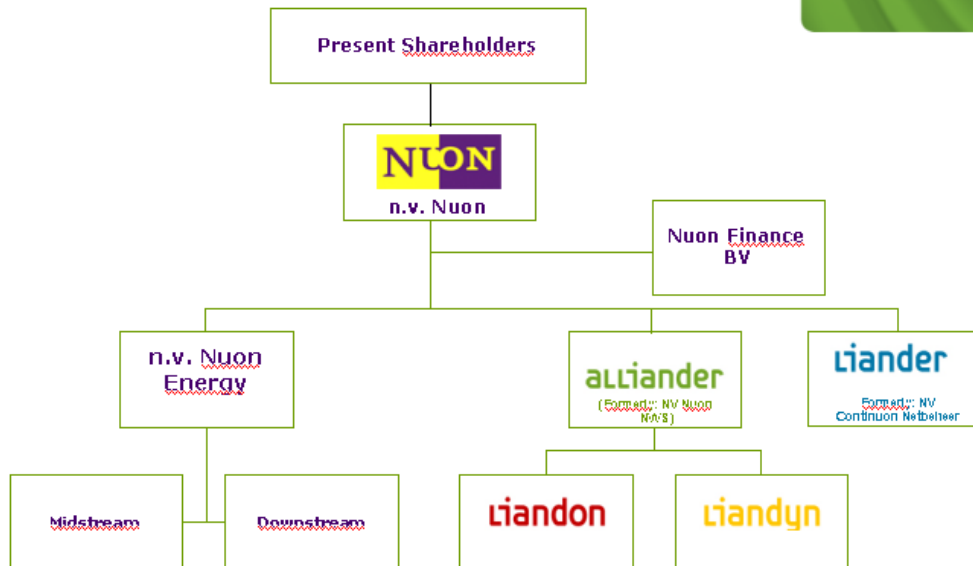 Present Shareholders
NUON
n.v. Nuon
Nuon Finance
BV
n.v. Nuon
Energy
alliander
(Formerly: NV Nuon
NWS)
Liander
Formerly: NV
Continuon Netbeheer
Midstream
Downstream
Liandon
Liandyn